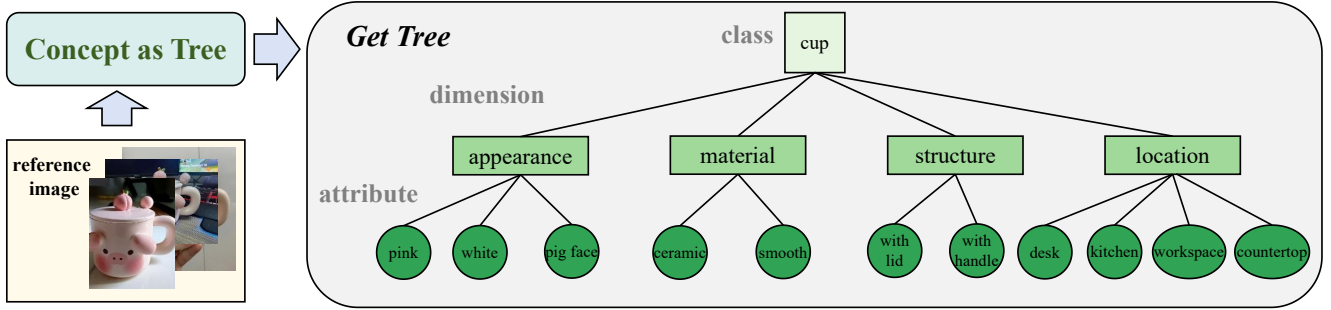 Concept as Tree
reference
image
Get Tree
class
cup
dimension
appearance
material
structure
location
attribute
pink
white
pig face
ceramic
smooth
with
lid
with
handle
desk
kitchen
workspace
countertop